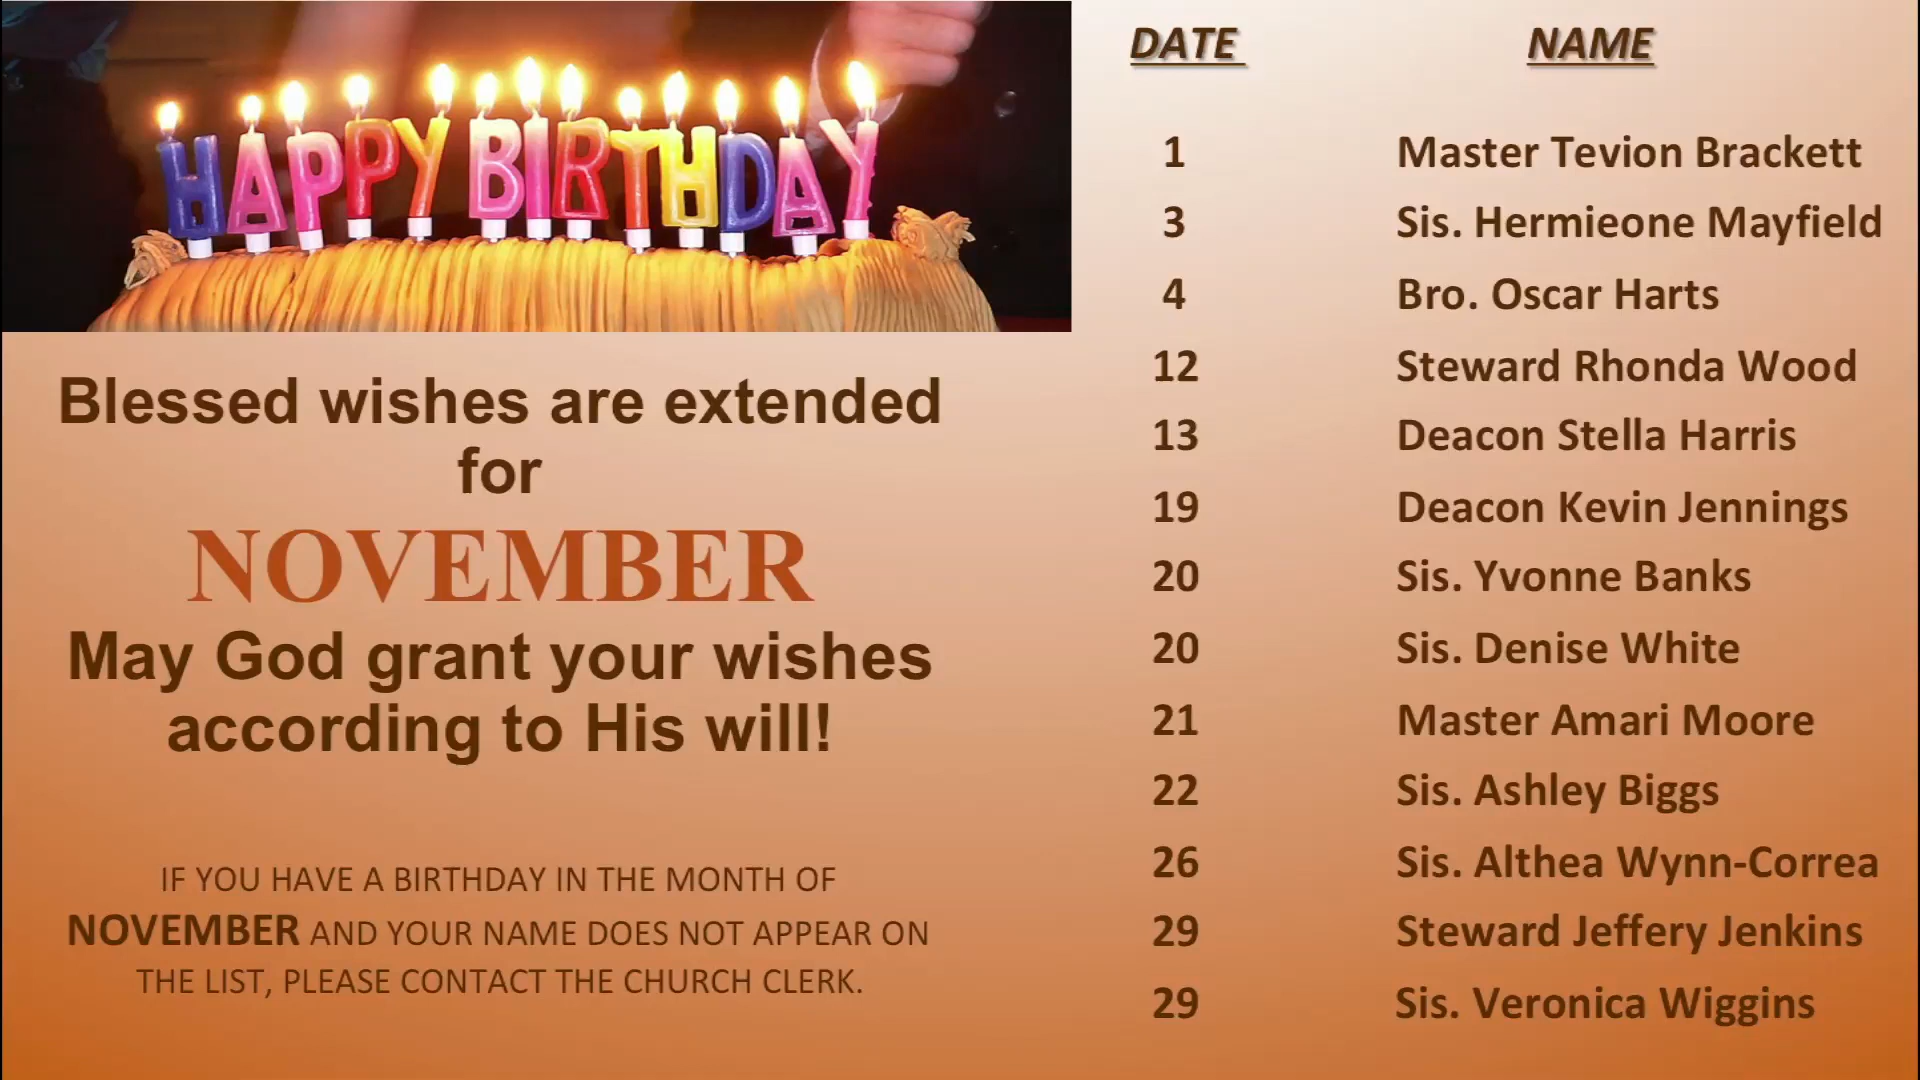 HAPPY BIRTHDAY
Blessed wishes are extended
for
NOVEMBER
May God grant your wishes
according to His will!
IF YOU HAVE A BIRTHDAY IN THE MONTH OF
NOVEMBER AND YOUR NAME DOES NOT APPEAR ON
THE LIST, PLEASE CONTACT THE CHURCH CLERK.
DATE NAME
1 Master Tevion Brackett
3 Sis. Hermieone Mayfield
4 Bro. Oscar Harts
12 Steward Rhonda Wood
13 Deacon Stella Harris
19 Deacon Kevin Jennings
20 Sis. Yvonne Banks
20 Sis. Denise White
21 Master Amari Moore
22 Sis. Ashley Biggs
26 Sis. Althea Wynn-Correa
29 Steward Jeffery Jenkins
29 Sis. Veronica Wiggins